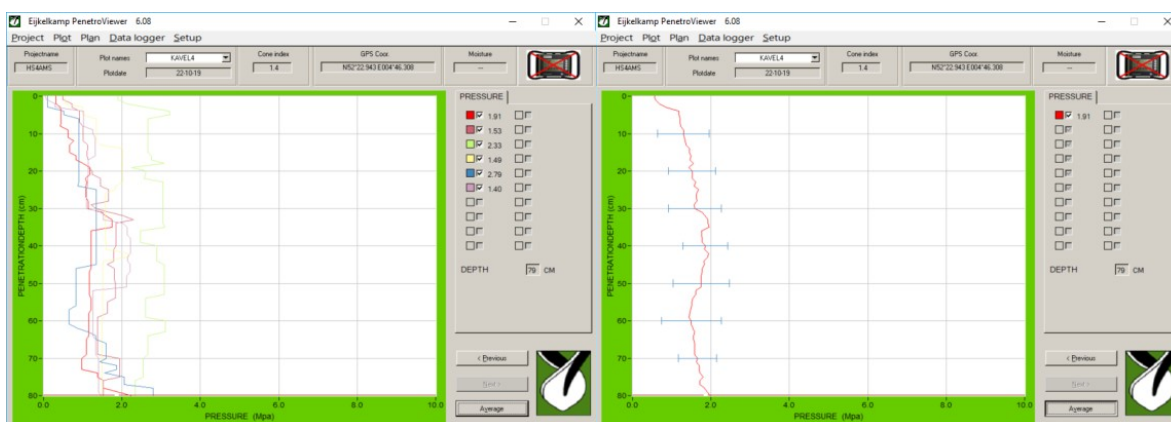 Eijkelkamp PenetroViewer 6.08
Project Plot Plan Data logger Setup
Projectname
HS4AMS
Plot names
KAVEL4
Plotdate
22-10-19
Cone index
1.4
GPS Coor.
N52°22.943 E004°46.308
Moisture
--
PRESSURE
1.91
1.53
2.33
1.49
2.79
1.40
DEPTH 79 CM
< Previous
Next >
Average
PENETRATIONDEPTH (cm)
0
10
20
30
40
50
60
70
80
0.0 2.0 4.0 6.0 8.0 10.0
PRESSURE (Mpa)
Eijkelkamp PenetroViewer 6.08
Project Plot Plan Data logger Setup
Projectname
HS4AMS
Plot names
KAVEL4
Plotdate
22-10-19
Cone index
1.4
GPS Coor.
N52°22.943 E004°46.308
Moisture
--
PRESSURE
1.91
DEPTH 79 CM
< Previous
Next >
Average
PENETRATIONDEPTH (cm)
0
10
20
30
40
50
60
70
80
0.0 2.0 4.0 6.0 8.0 10.0
PRESSURE (Mpa)